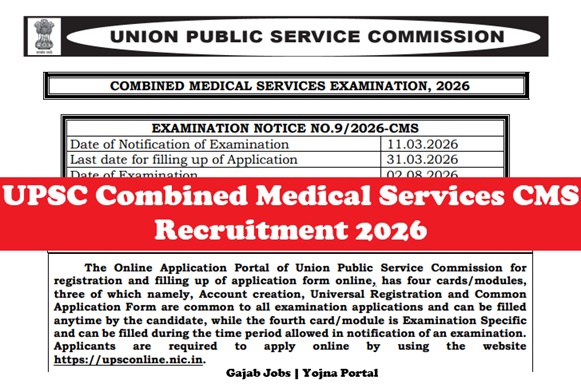 UNION PUBLIC SERVICE COMMISSION
COMBINED MEDICAL SERVICES EXAMINATION, 2026
EXAMINATION NOTICE NO.9/2026-CMS
Date of Notification of Examination 11.03.2026
Last date for filling up of Application 31.03.2026
Date of Examination 02.08.2026
UPSC Combined Medical Services CMS
Recruitment 2026
The Online Application Portal of Union Public Service Commission for
registration and filling up of application form online, has four cards/modules,
three of which namely, Account creation, Universal Registration and Common
Application Form are common to all examination applications and can be filled
anytime by the candidate, while the fourth card/module is Examination Specific
and can be filled during the time period allowed in notification of an examination.
Applicants are required to apply online by using the website
https://upsconline.nic.in.
Gajab Jobs | Yojna Portal